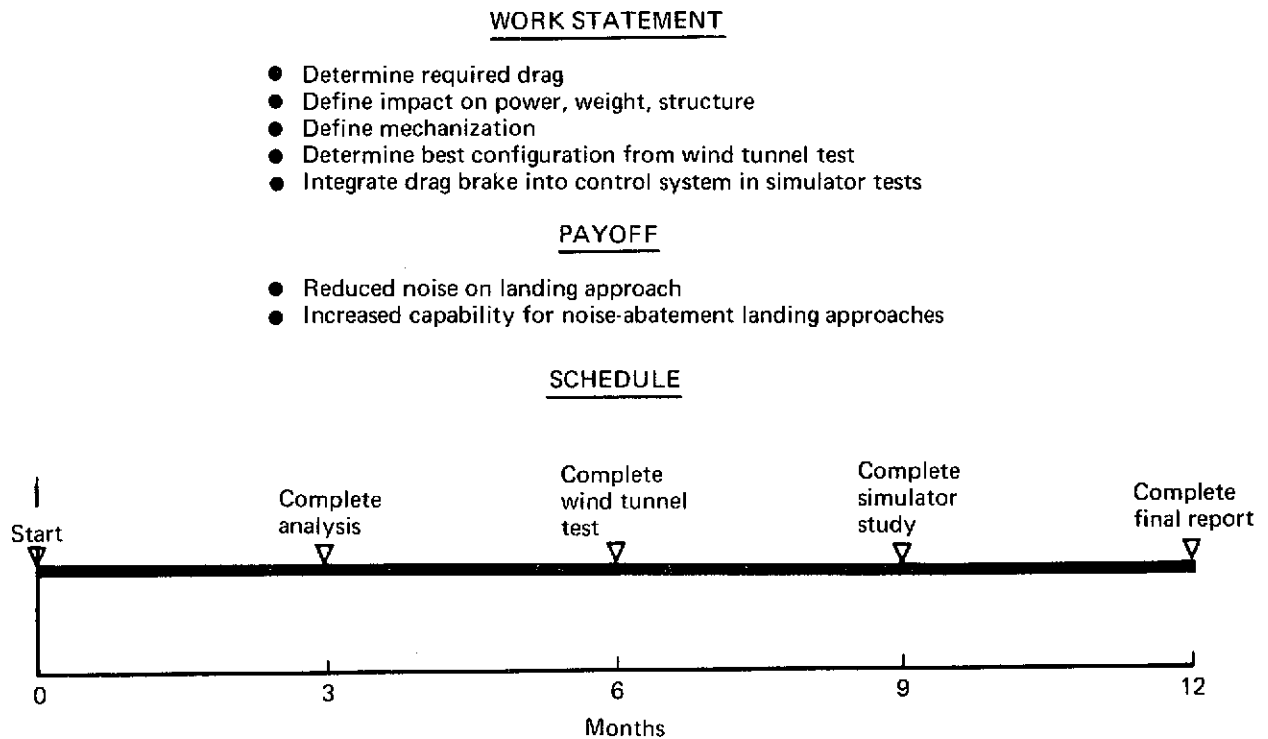 WORK STATEMENT
● Determine required drag
● Define impact on power, weight, structure
● Define mechanization
● Determine best configuration from wind tunnel test
● Integrate drag brake into control system in simulator tests
PAYOFF
● Reduced noise on landing approach
● Increased capability for noise-abatement landing approaches
SCHEDULE
Start
Complete
analysis
Complete
wind tunnel
test
Complete
simulator
study
Complete
final report
0 3 6 9 12
Months